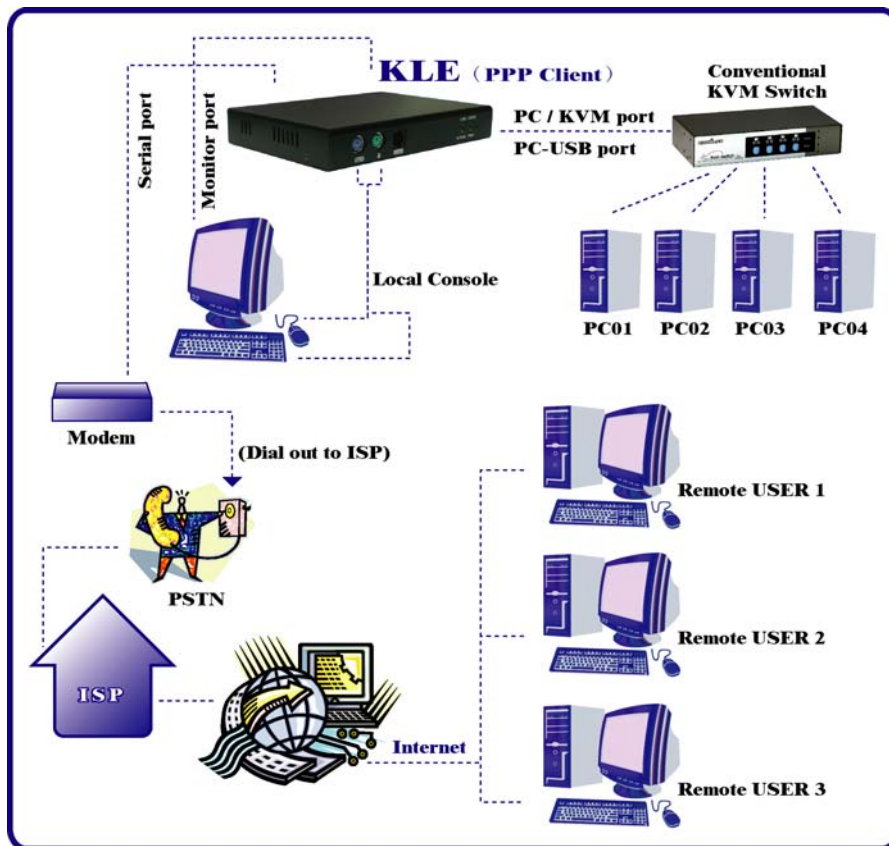 KLE (PPP Client)
Conventional
KVM Switch
Serial port
Monitor port
PC / KVM port
PC-USB port
Local Console
PC01
PC02
PC03
PC04
Modem
(Dial out to ISP)
PSTN
ISP
Internet
Remote USER 1
Remote USER 2
Remote USER 3